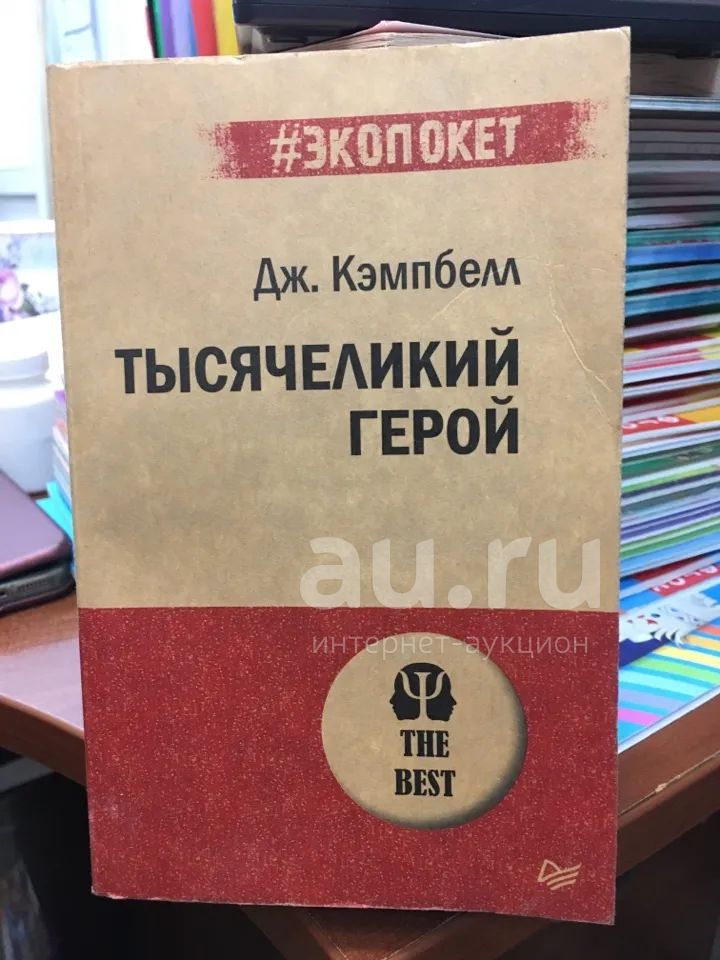 #ЭКОПОКЕТ
Дж. Кэмпбелл
ТЫСЯЧЕЛИКИЙ
ГЕРОЙ
au.ru
интернет-аукцион
Ψ
THE
BEST